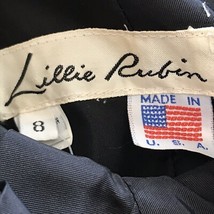 Lillie Rubin
8
MADE IN
U. S. A.